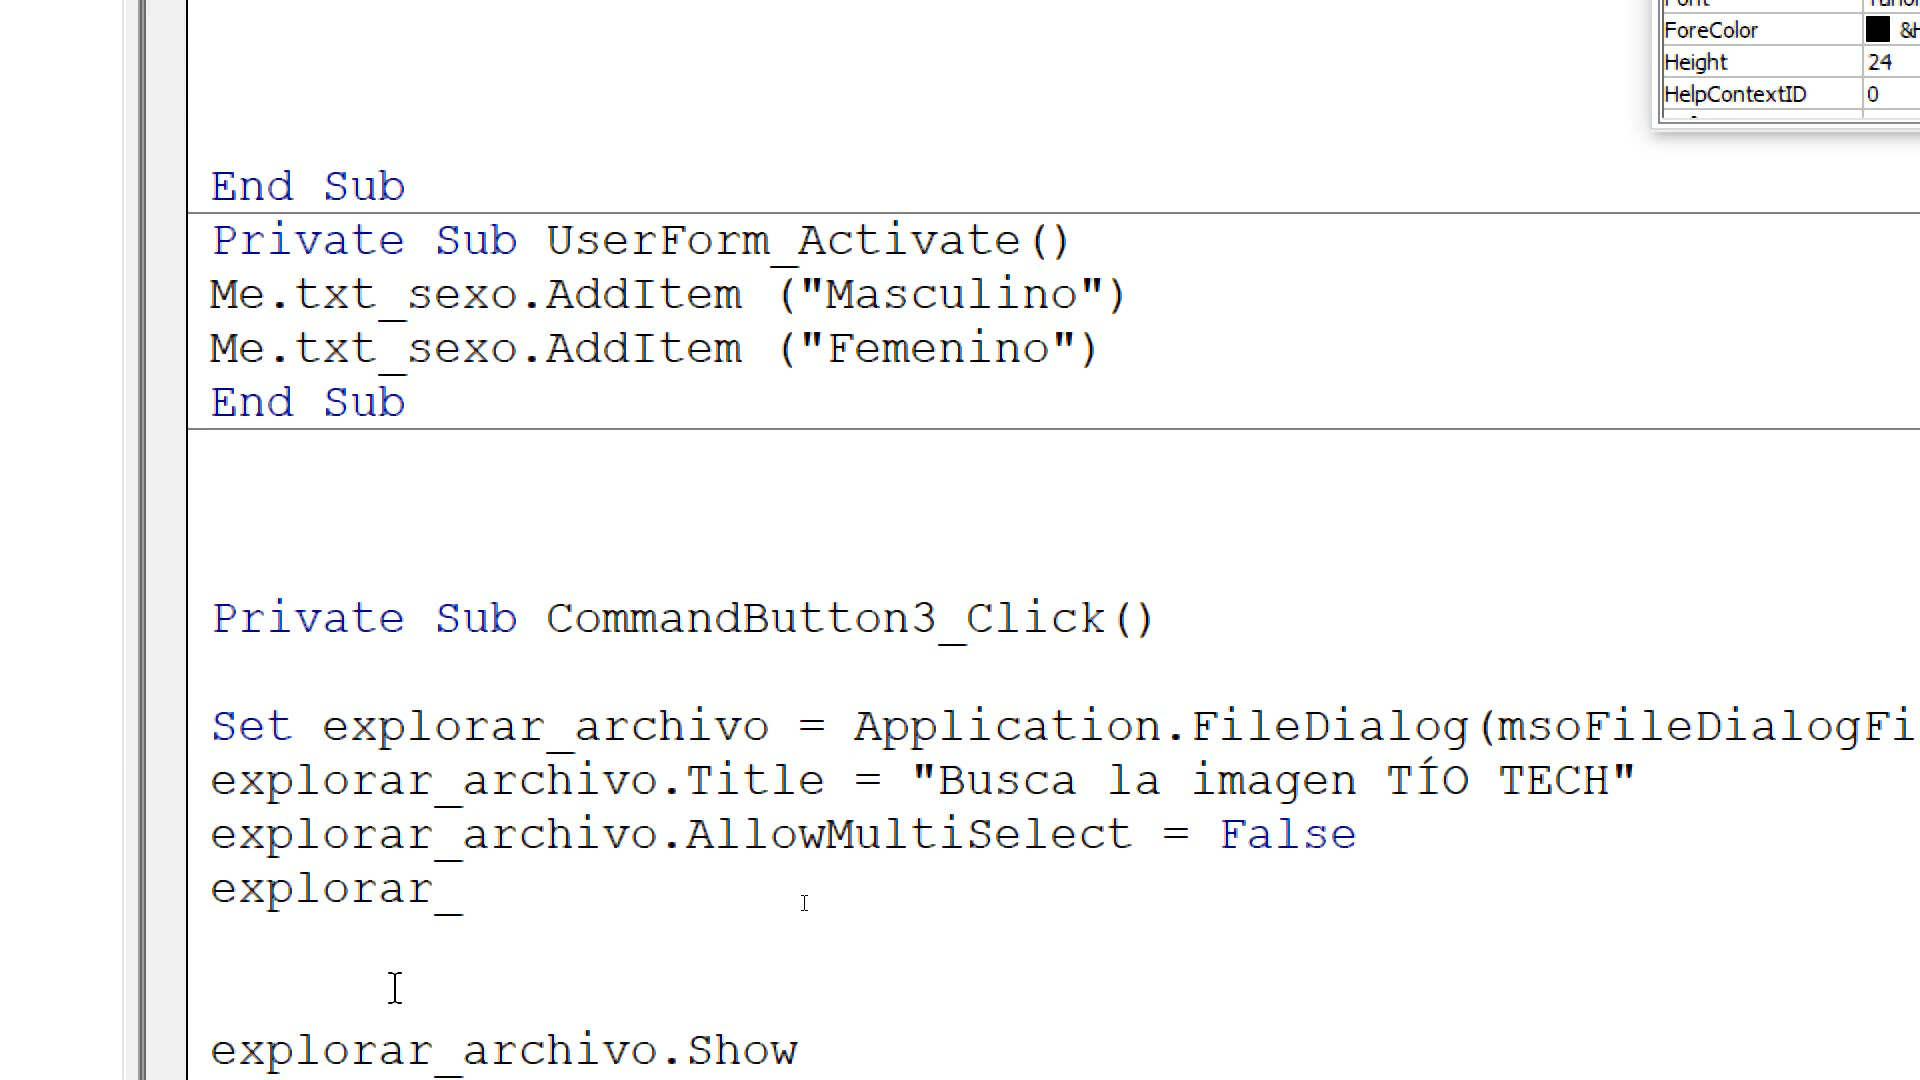 ForeColor
Height 24
HelpContextID 0
End Sub
Private Sub UserForm_Activate()
Me.txt_sexo.AddItem ("Masculino")
Me.txt_sexo.AddItem ("Femenino")
End Sub
Private Sub CommandButton3_Click()
Set explorar_archivo = Application.FileDialog(msoFileDialogFi
explorar_archivo.Title = "Busca la imagen TÍO TECH"
explorar_archivo.AllowMultiSelect = False
explorar_
explorar_archivo.Show